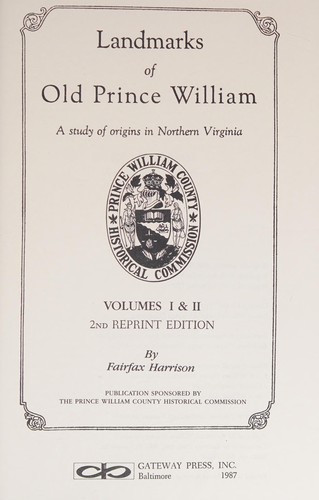 Landmarks
of
Old Prince William
A study of origins in Northern Virginia
PRINCE WILLIAM COUNTY
HISTORICAL COMMISSION
VOLUMES I & II
2ND REPRINT EDITION
By
Fairfax Harrison
PUBLICATION SPONSORED BY
THE PRINCE WILLIAM COUNTY HISTORICAL COMMISSION
GATEWAY PRESS, INC.
Baltimore 1987